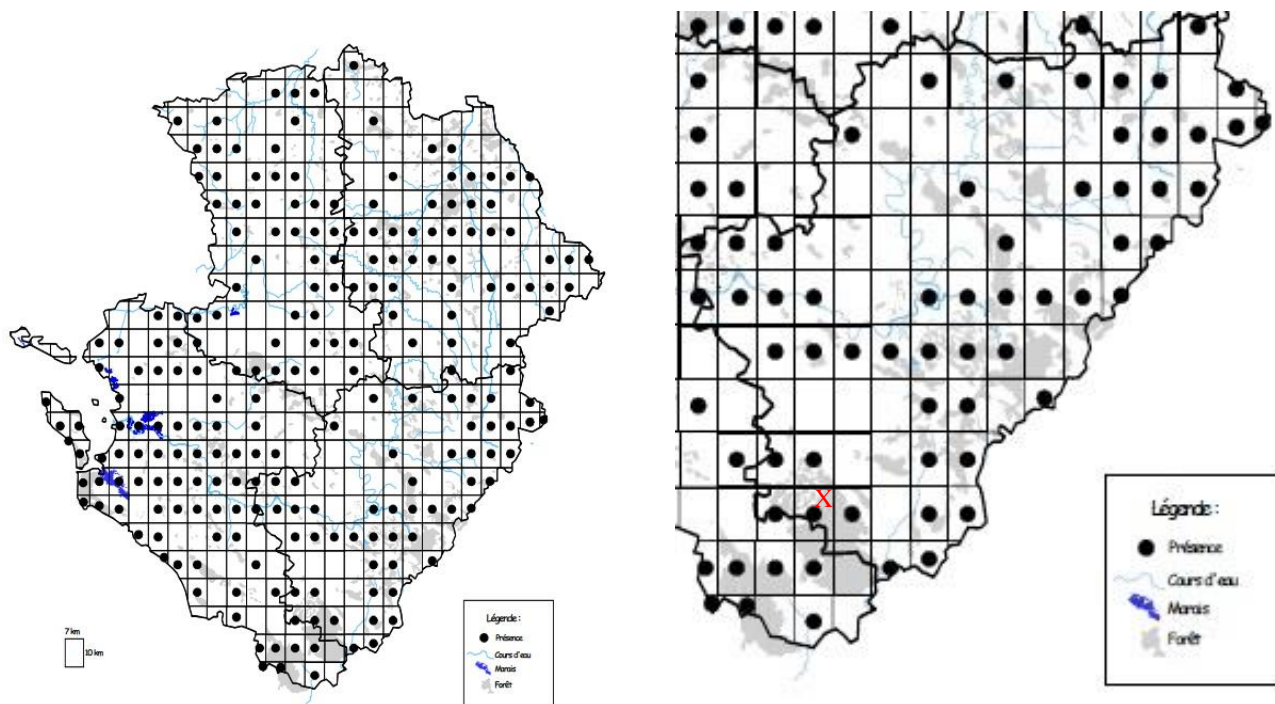 7 km
10 km
Légende :
Présence
Cours d'eau
Marais
Forêt
X
Légende :
Présence
Cours d'eau
Marais
Forêt